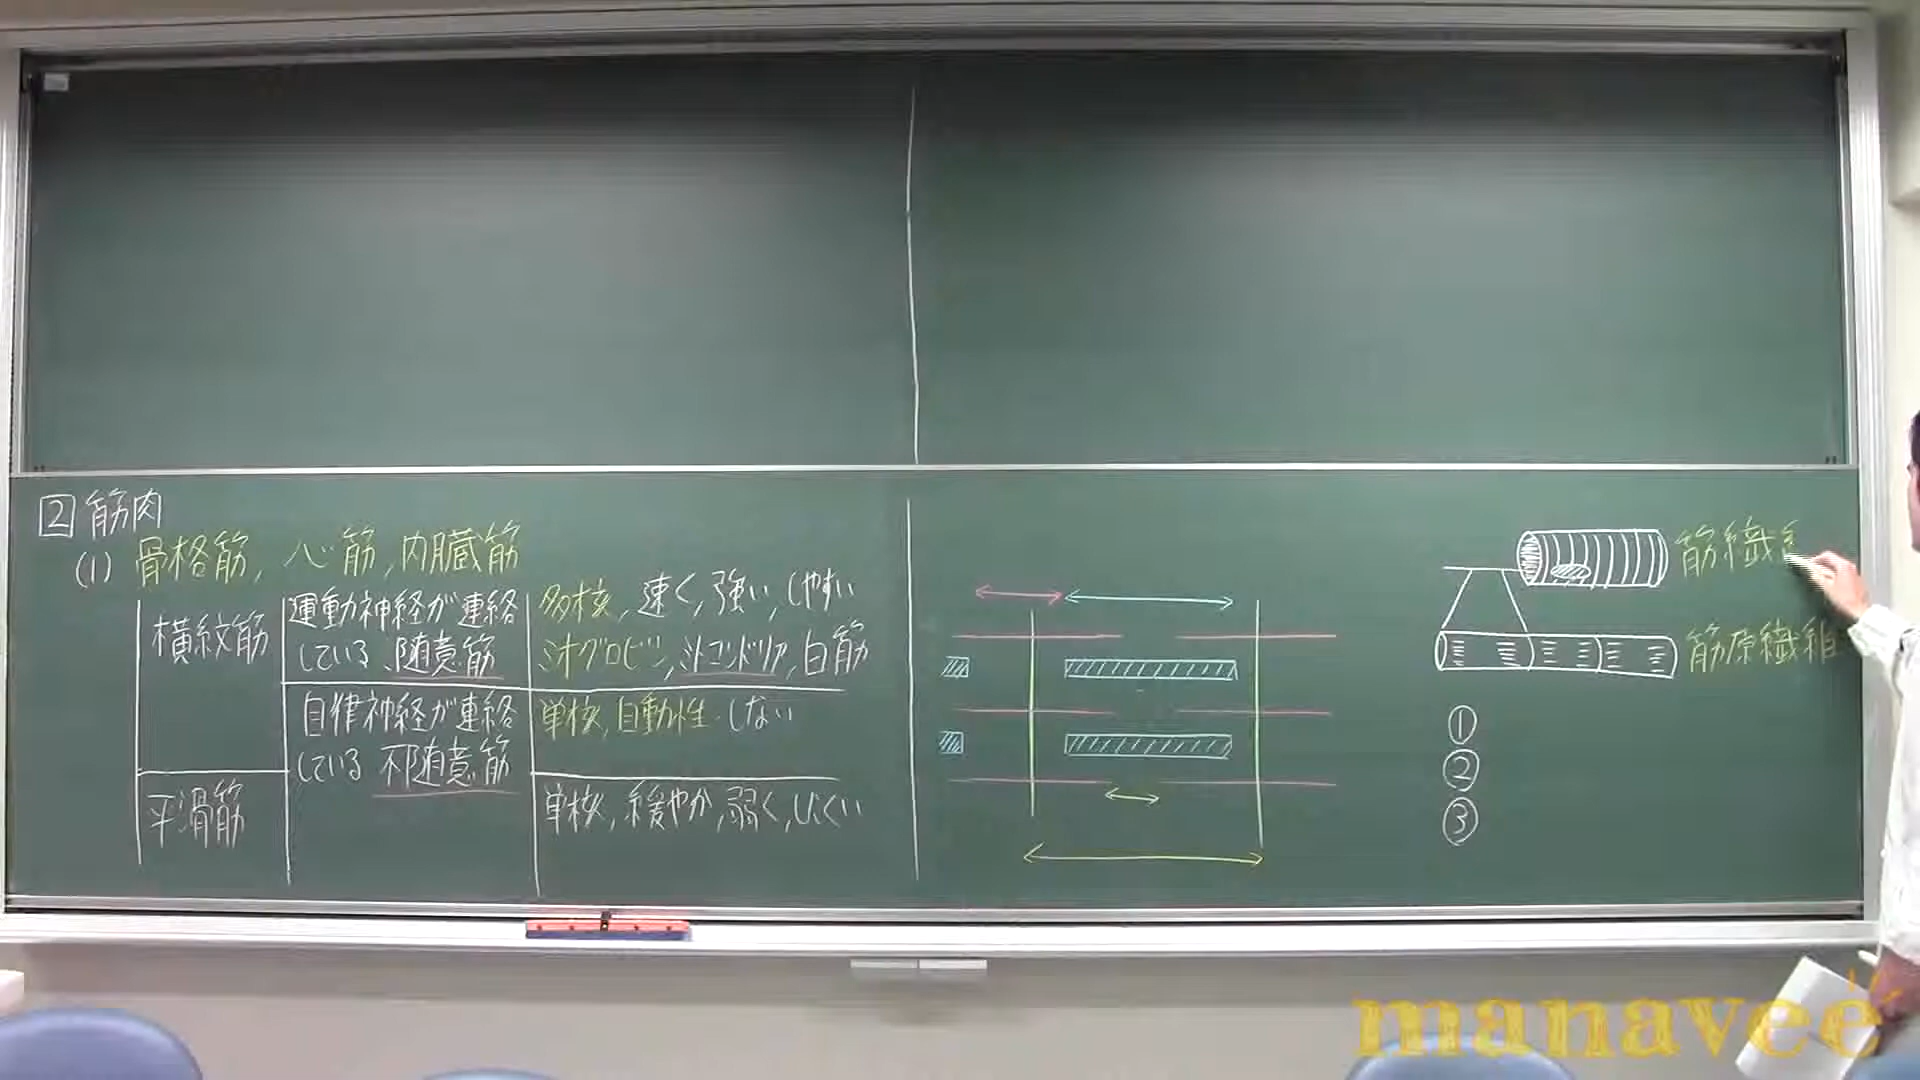 2 筋肉
(1) 骨格筋, 心筋, 内臓筋
横紋筋
運動神経が連絡
している 随意筋
多核, 速く, 強い, しやすい
ミオグロビン, ミトコンドリア, 白筋
自律神経が連絡
している 不随意筋
単核, 自動性 しない
平滑筋
単核, 緩やか, 弱く, しにくい
筋繊
筋原繊維
①
②
③
manavee